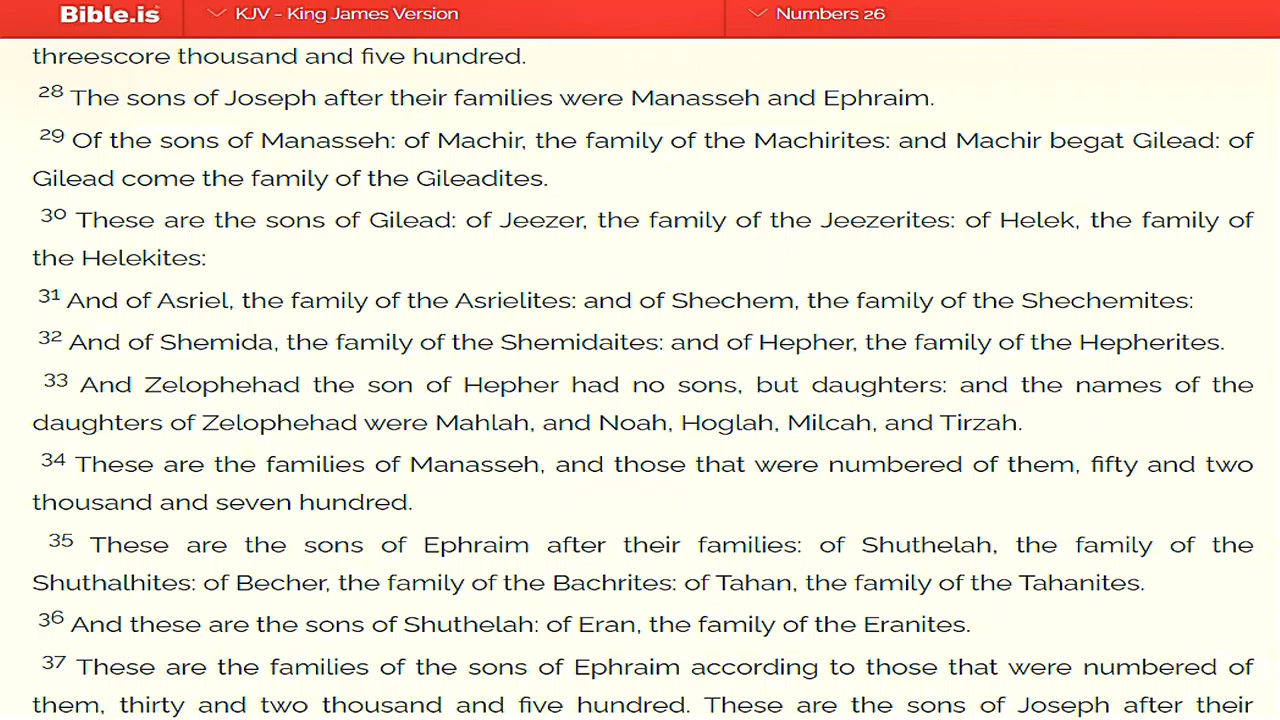 Bible.is KJV - King James Version Numbers 26
threescore thousand and five hundred.
28 The sons of Joseph after their families were Manasseh and Ephraim.
29 Of the sons of Manasseh: of Machir, the family of the Machirites: and Machir begat Gilead: of
Gilead come the family of the Gileadites.
30 These are the sons of Gilead: of Jeezer, the family of the Jeezerites: of Helek, the family of
the Helekites:
31 And of Asriel, the family of the Asrielites: and of Shechem, the family of the Shechemites:
32 And of Shemida, the family of the Shemidaites: and of Hepher, the family of the Hepherites.
33 And Zelophehad the son of Hepher had no sons, but daughters: and the names of the
daughters of Zelophehad were Mahlah, and Noah, Hoglah, Milcah, and Tirzah.
34 These are the families of Manasseh, and those that were numbered of them, fifty and two
thousand and seven hundred.
35 These are the sons of Ephraim after their families: of Shuthelah, the family of the
Shuthalhites: of Becher, the family of the Bachrites: of Tahan, the family of the Tahanites.
36 And these are the sons of Shuthelah: of Eran, the family of the Eranites.
37 These are the families of the sons of Ephraim according to those that were numbered of
them, thirty and two thousand and five hundred. These are the sons of Joseph after their